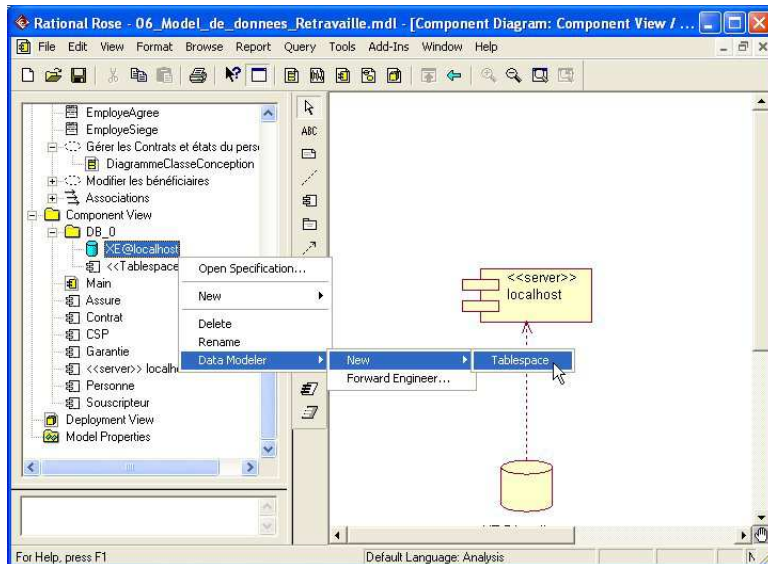 Rational Rose - 06_Model_de_donnees_Retravaille.mdl - [Component Diagram: Component View / ...
File Edit View Format Browse Report Query Tools Add-Ins Window Help
EmployeAgree
EmployeSiege
Gérer les Contrats et états du perso
DiagrammeClasseConception
Modifier les bénéficiaires
Associations
Component View
DB_0
XE@localhost
<<Tablespace
Main
Assure
Contrat
CSP
Garantie
<<server>> localh
Personne
Souscripteur
Deployment View
Model Properties
ABC
Open Specification...
New
Delete
Rename
Data Modeler
New
Forward Engineer...
Tablespace
<<server>>
localhost
For Help, press F1
Default Language: Analysis
N